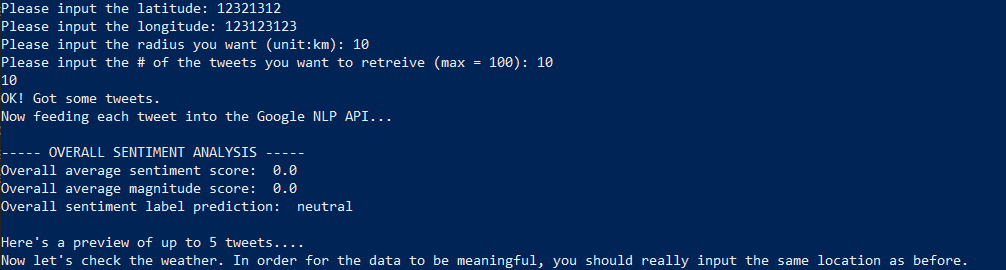 Please input the latitude: 12321312
Please input the longitude: 123123123
Please input the radius you want (unit:km): 10
Please input the # of the tweets you want to retreive (max = 100): 10
10
OK! Got some tweets.
Now feeding each tweet into the Google NLP API...
----- OVERALL SENTIMENT ANALYSIS -----
Overall average sentiment score:  0.0
Overall average magnitude score:  0.0
Overall sentiment label prediction:  neutral
Here's a preview of up to 5 tweets....
Now let's check the weather. In order for the data to be meaningful, you should really input the same location as before.